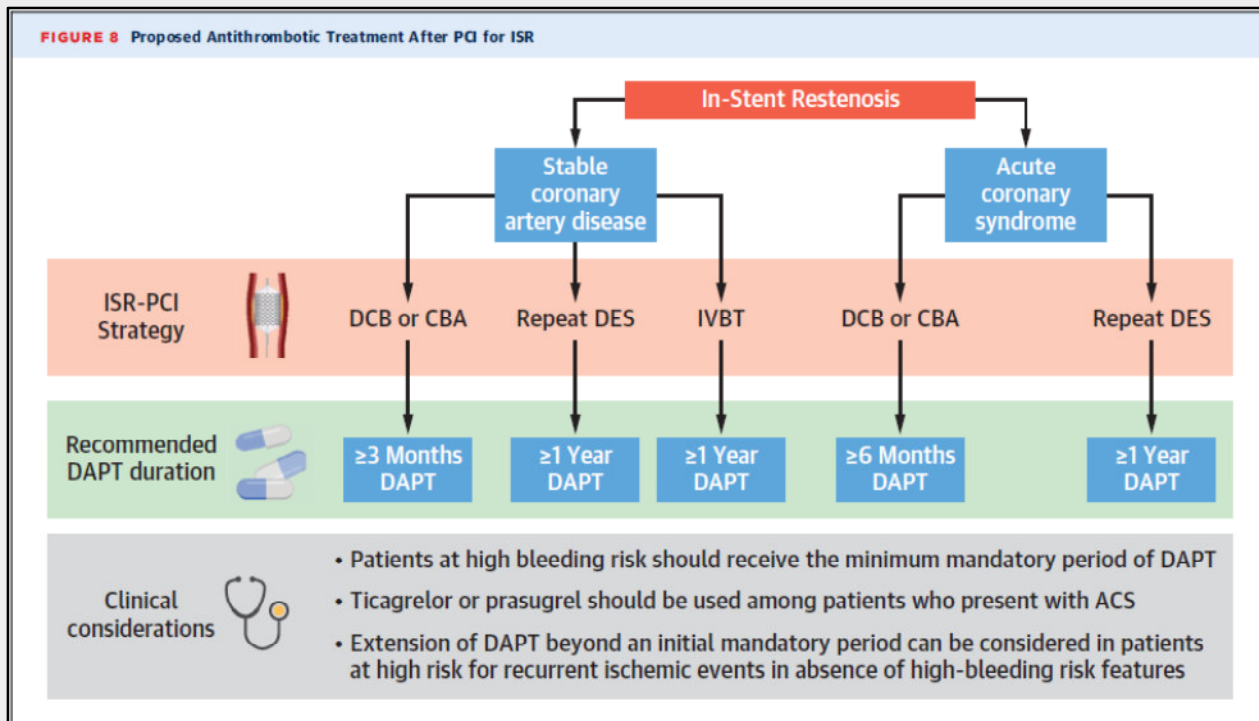 FIGURE 8 Proposed Antithrombotic Treatment After PCI for ISR
In-Stent Restenosis
Stable
coronary
artery disease
Acute
coronary
syndrome
ISR-PCI
Strategy
DCB or CBA
Repeat DES
IVBT
DCB or CBA
Repeat DES
Recommended
DAPT duration
≥3 Months
DAPT
≥1 Year
DAPT
≥1 Year
DAPT
≥6 Months
DAPT
≥1 Year
DAPT
Clinical
considerations
• Patients at high bleeding risk should receive the minimum mandatory period of DAPT
• Ticagrelor or prasugrel should be used among patients who present with ACS
• Extension of DAPT beyond an initial mandatory period can be considered in patients
at high risk for recurrent ischemic events in absence of high-bleeding risk features